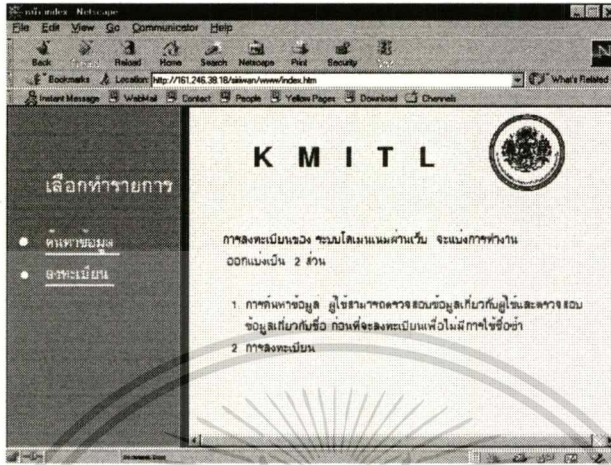 หน้า index - Netscape
File Edit View Go Communicator Help
Back Reload Home Search Netscape Print Security
Bookmarks Location: http://161.246.38.18/siriwan/www/index.htm What's Related
Instant Message WebMail Contact People Yellow Pages Download Channels
เลือกทำรายการ
ค้นหาข้อมูล
ลงทะเบียน
K M I T L
การลงทะเบียนของ ระบบโดเมนเนมผ่านเว็บ จะแบ่งการทำงาน
ออกแบ่งเป็น 2 ส่วน
1. การค้นหาข้อมูล ผู้ใช้สามารถตรวจสอบข้อมูลเกี่ยวกับผู้ใช้และตรวจสอบ
ข้อมูลเกี่ยวกับชื่อ ก่อนที่จะลงทะเบียนเพื่อไม่มีการใช้ชื่อซ้ำ
2 การลงทะเบียน
Document: Done